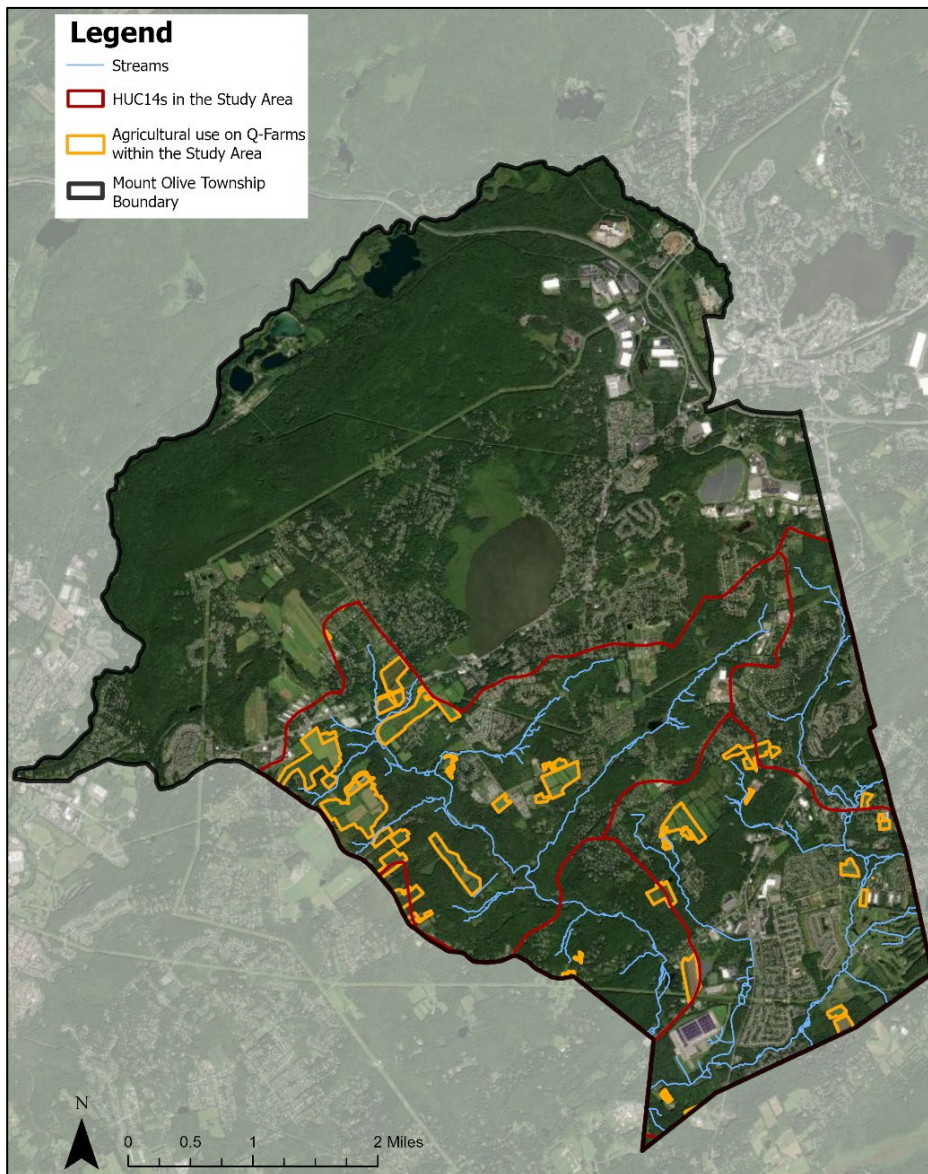 Legend
Streams
HUC14s in the Study Area
Agricultural use on Q-Farms
within the Study Area
Mount Olive Township
Boundary
N
0 0.5 1 2 Miles